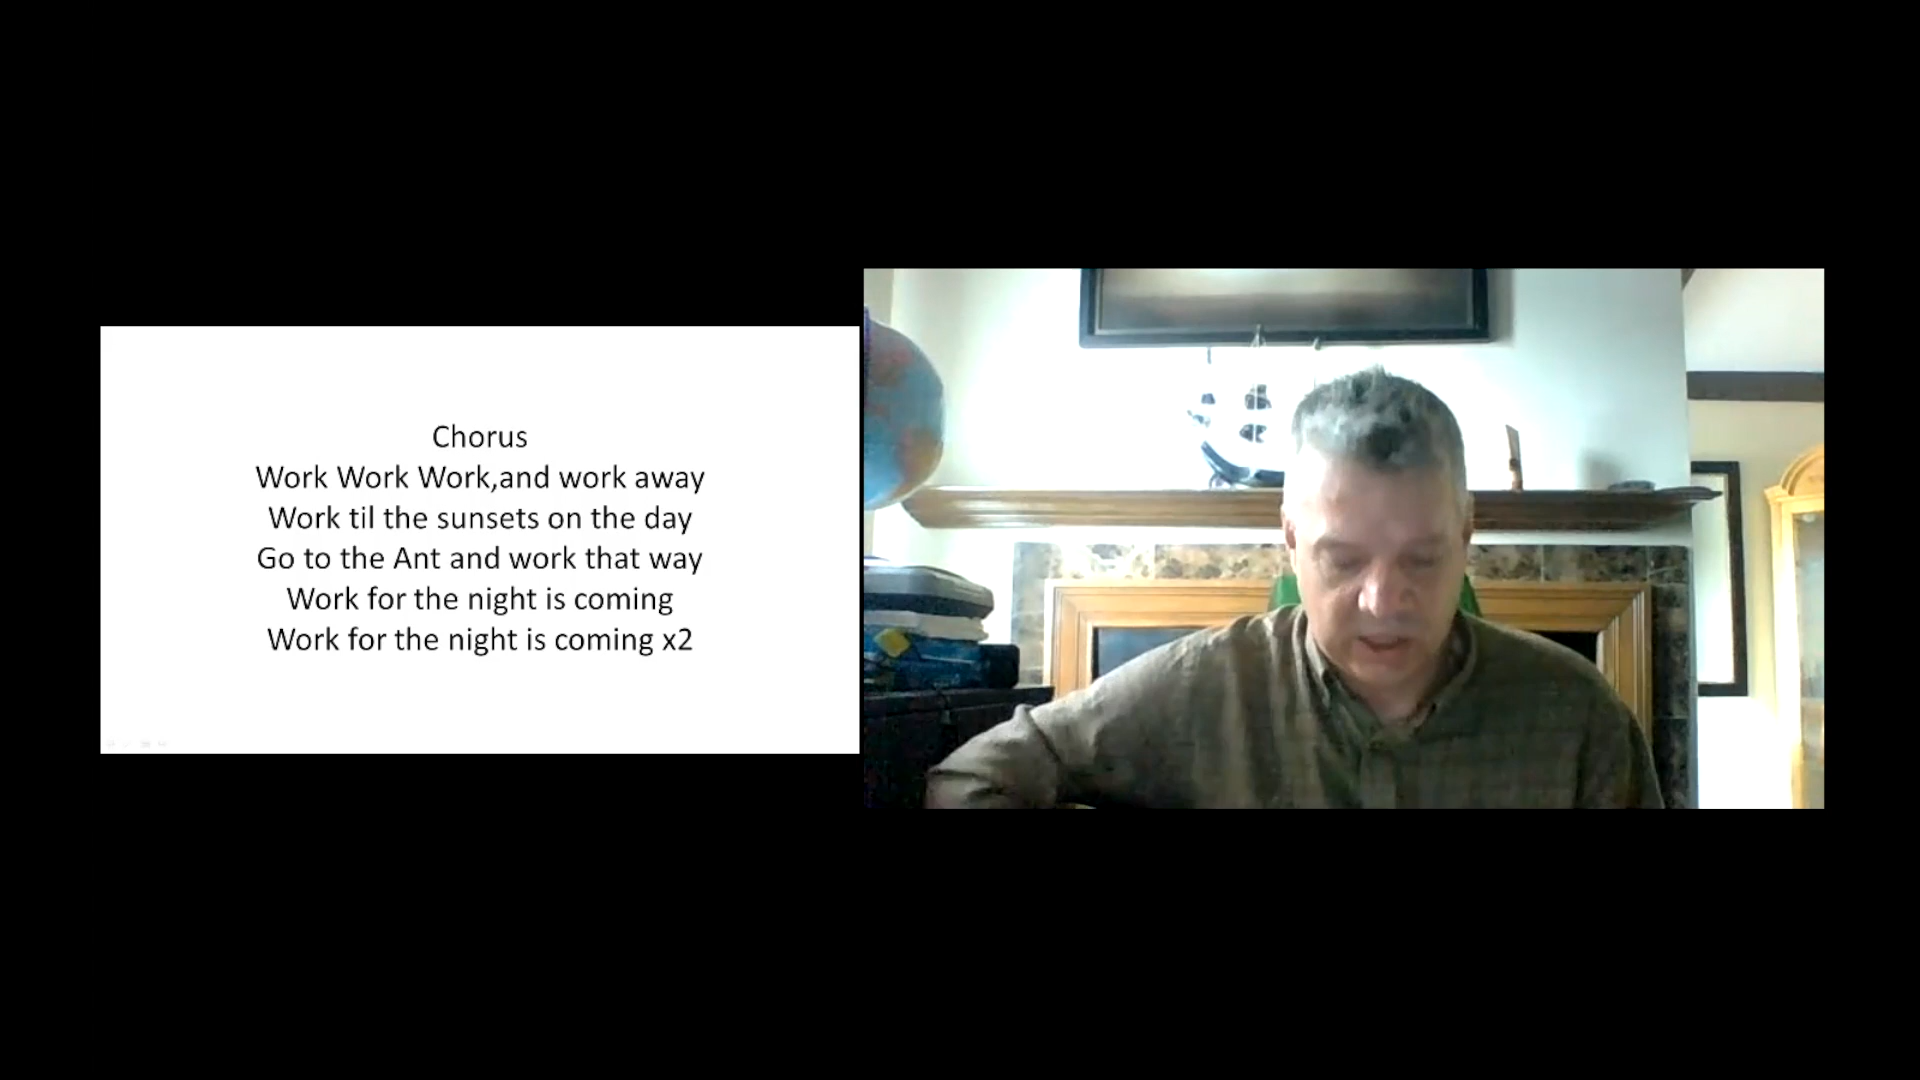 Chorus
Work Work Work,and work away
Work til the sunsets on the day
Go to the Ant and work that way
Work for the night is coming
Work for the night is coming x2